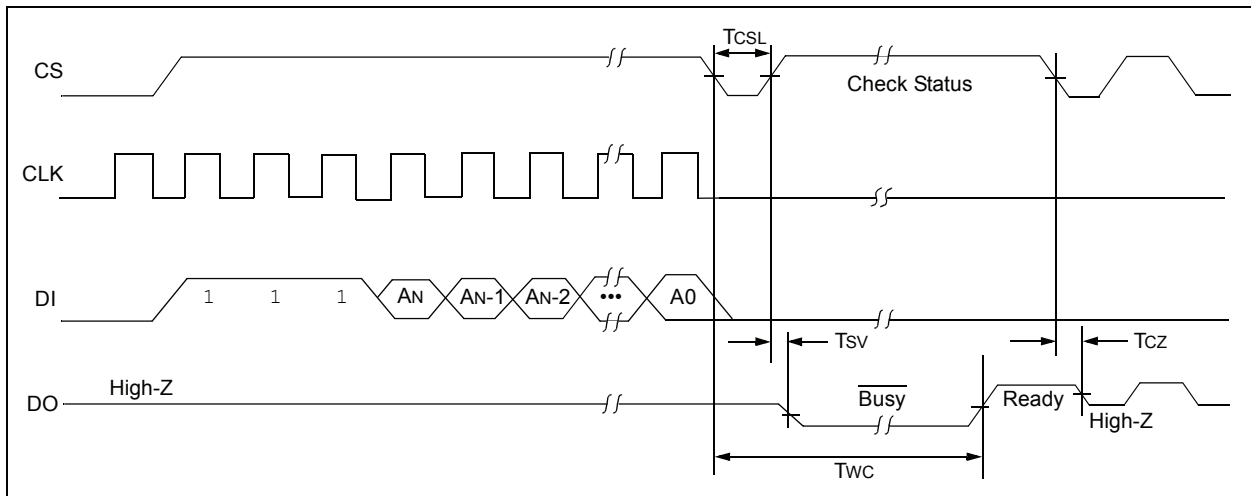 TCSL
CS
Check Status
CLK
DI
1 1 1 AN AN-1 AN-2 ••• A0
TSV
TCZ
High-Z
DO
Busy
Ready
High-Z
TWC